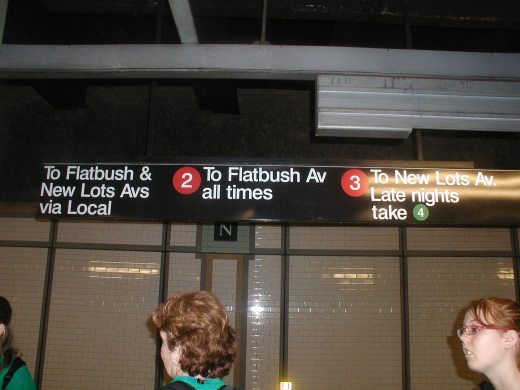 To Flatbush &
New Lots Avs
via Local
2 To Flatbush Av
all times
3 To New Lots Av.
Late nights
take 4
N